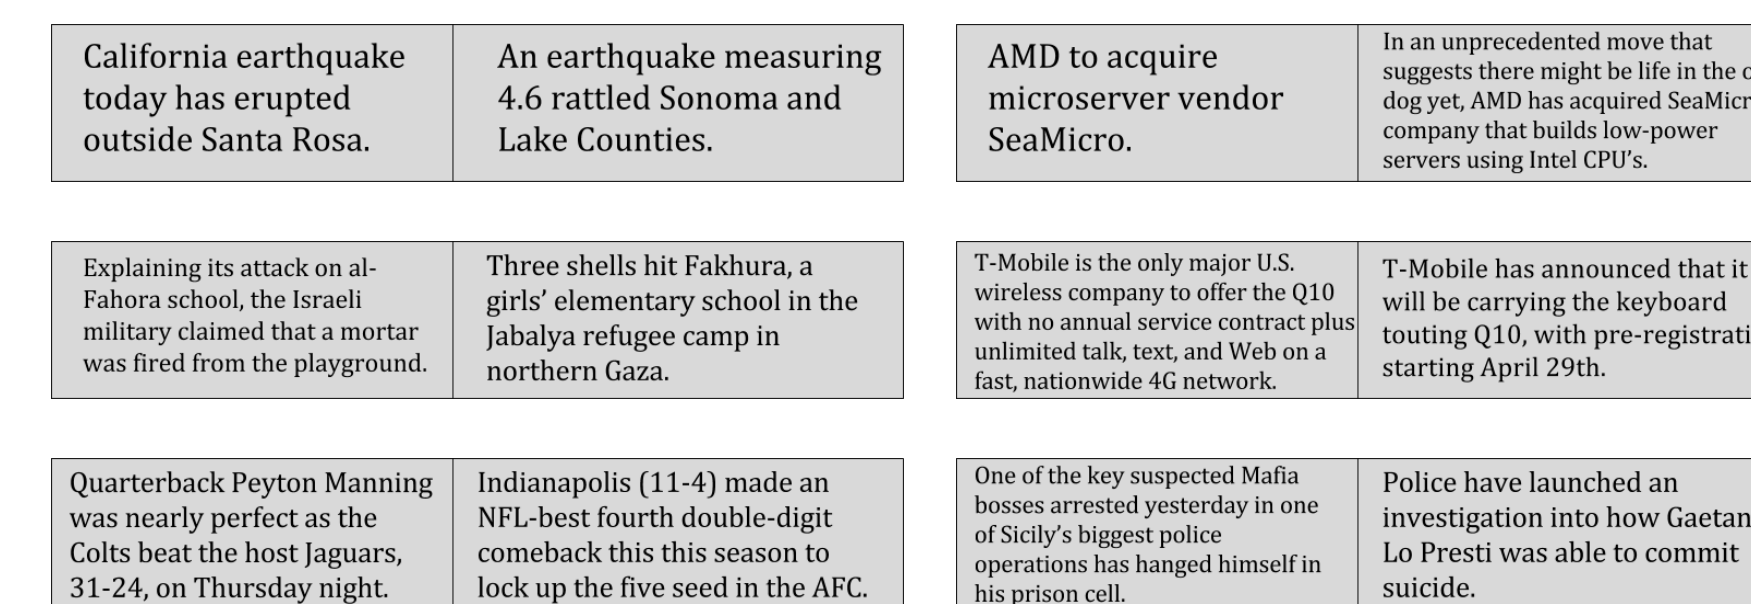 California earthquake
today has erupted
outside Santa Rosa.
An earthquake measuring
4.6 rattled Sonoma and
Lake Counties.
AMD to acquire
microserver vendor
SeaMicro.
In an unprecedented move that
suggests there might be life in the
dog yet, AMD has acquired
company that builds low-power
servers using Intel CPU’s.
Explaining its attack on al-
Fahora school, the Israeli
military claimed that a mortar
was fired from the playground.
Three shells hit Fakhura, a
girls’ elementary school in the
Jabalya refugee camp in
northern Gaza.
T-Mobile is the only major U.S.
wireless company to offer the Q10
with no annual service contract plus
unlimited talk, text, and Web on a
fast, nationwide 4G network.
T-Mobile has announced that it
will be carrying the keyboard
touting Q10, with
starting April 29th.
Quarterback Peyton Manning
was nearly perfect as the
Colts beat the host Jaguars,
31-24, on Thursday night.
Indianapolis (11-4) made an
NFL-best fourth double-digit
comeback this this season to
lock up the five seed in the AFC.
One of the key suspected Mafia
bosses arrested yesterday in one
of Sicily’s biggest police
operations has hanged himself in
his prison cell.
Police have launched an
investigation into how
Lo Presti was able to commit
suicide.